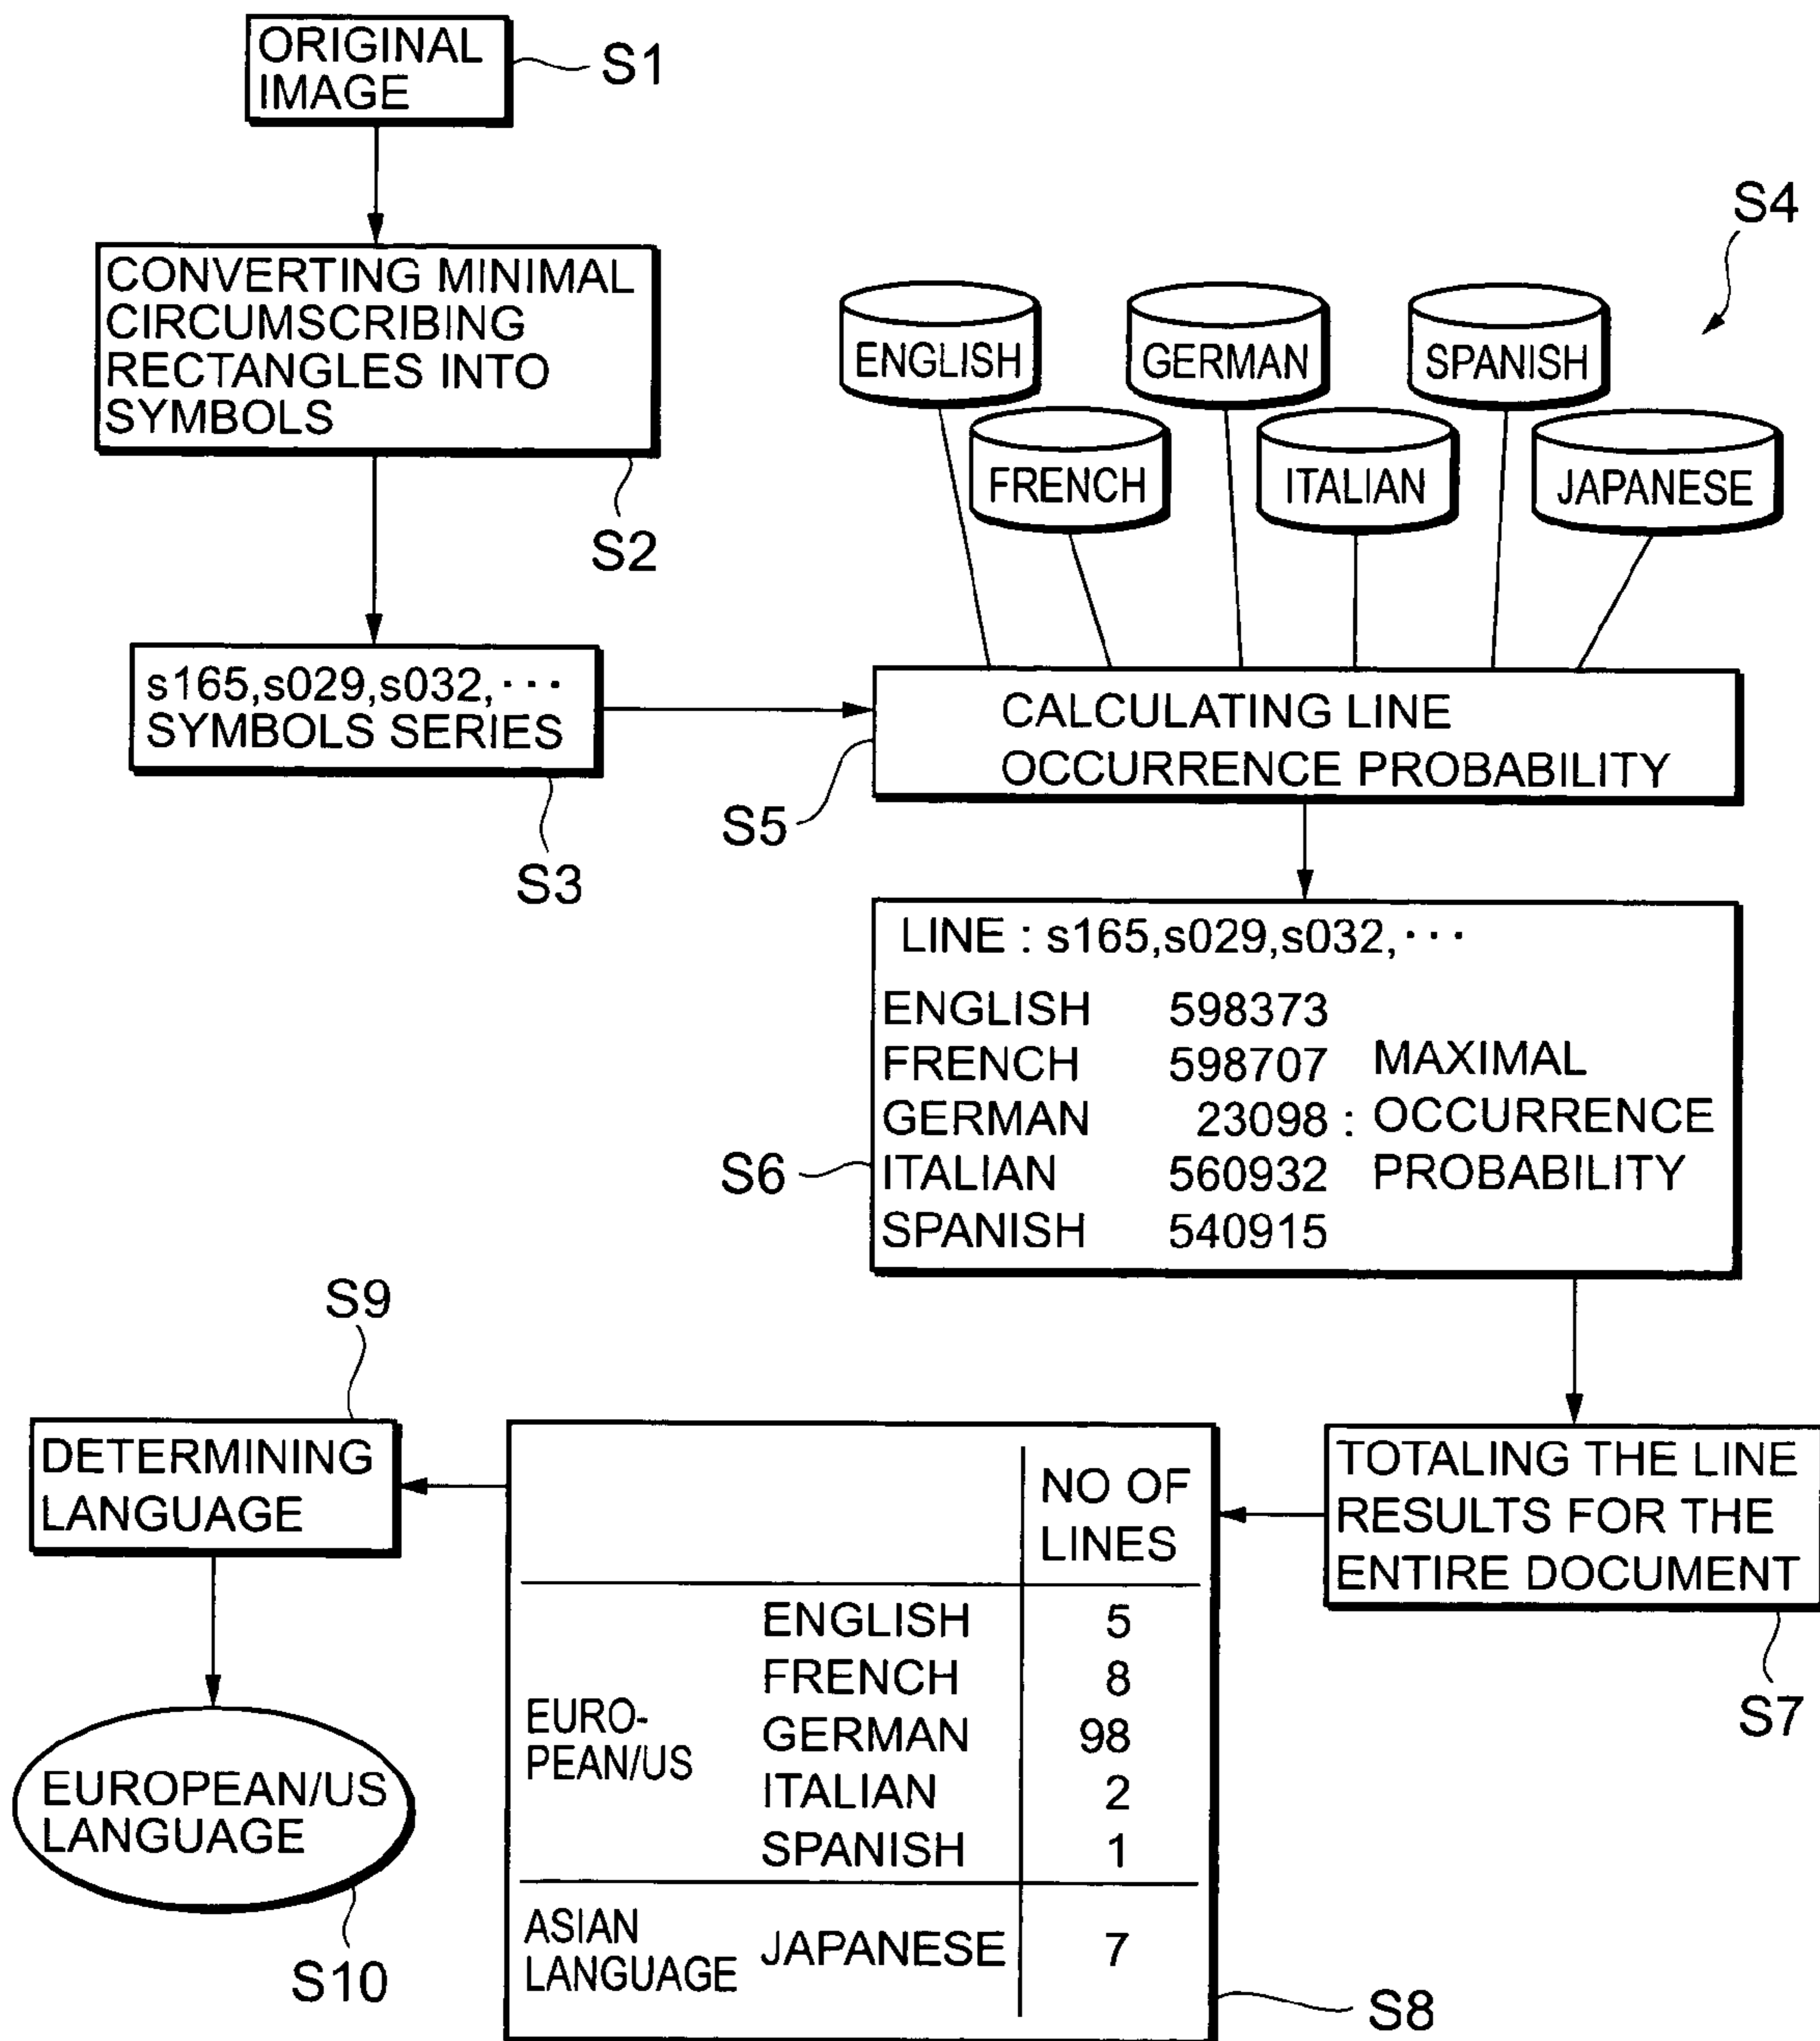 ORIGINAL
IMAGE
S1
CONVERTING MINIMAL
CIRCUMSCRIBING
RECTANGLES INTO
SYMBOLS
S2
s165,s029,s032,···
SYMBOLS SERIES
S3
S4
ENGLISH
GERMAN
SPANISH
FRENCH
ITALIAN
JAPANESE
CALCULATING LINE
OCCURRENCE PROBABILITY
S5
LINE : s165,s029,s032,···
ENGLISH 598373
FRENCH 598707 MAXIMAL
GERMAN 23098 : OCCURRENCE
ITALIAN 560932 PROBABILITY
SPANISH 540915
S6
TOTALING THE LINE
RESULTS FOR THE
ENTIRE DOCUMENT
S7
NO OF
LINES
EURO-
PEAN/US
ENGLISH 5
FRENCH 8
GERMAN 98
ITALIAN 2
SPANISH 1
ASIAN
LANGUAGE
JAPANESE 7
S8
S9
DETERMINING
LANGUAGE
EUROPEAN/US
LANGUAGE
S10